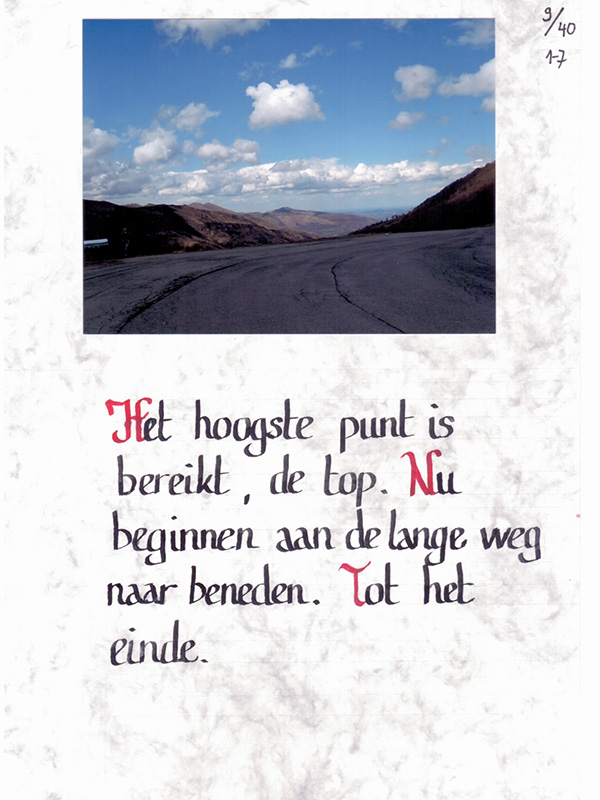 9/40
1-7
Het hoogste punt is
bereikt, de top. Nu
beginnen aan de lange weg
naar beneden. Tot het
einde.